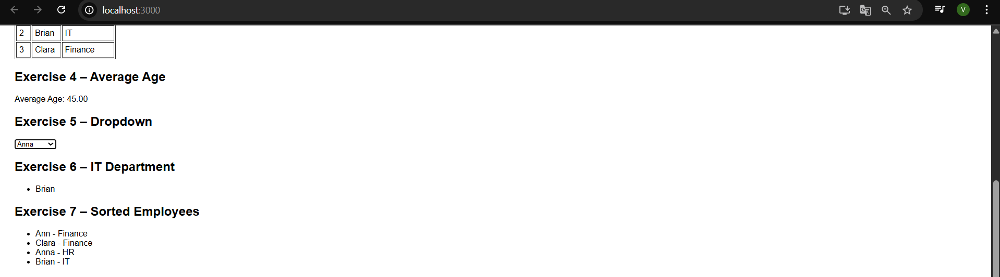 localhost:3000
V
2 Brian IT
3 Clara Finance
Exercise 4 – Average Age
Average Age: 45.00
Exercise 5 – Dropdown
Anna
Exercise 6 – IT Department
• Brian
Exercise 7 – Sorted Employees
• Ann - Finance
• Clara - Finance
• Anna - HR
• Brian - IT